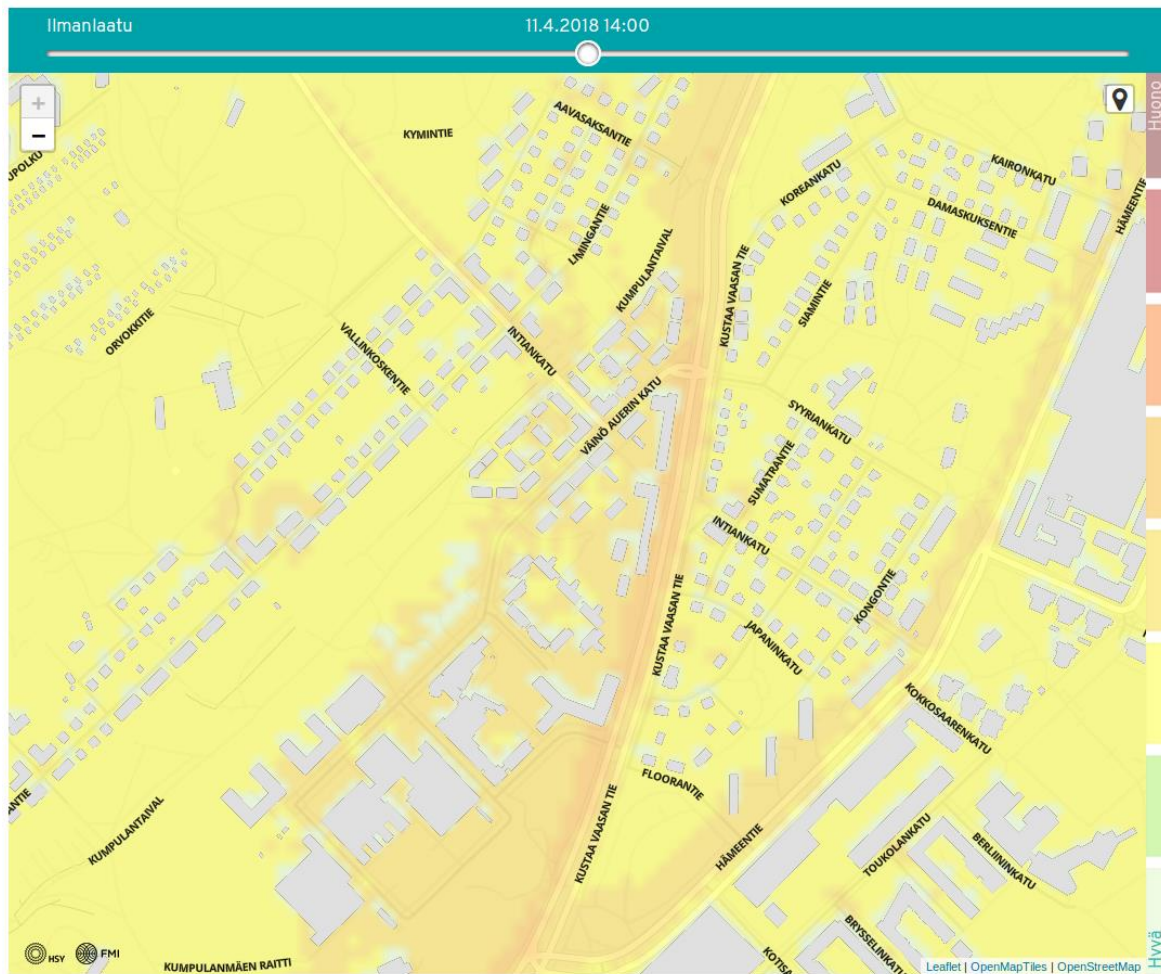 Ilmanlaatu
11.4.2018 14:00
+
−
Huono
AAVASAKSANTIE
KYMINTIE
KAIRONKATU
KOREANKATU
HÄMEENTIE
DAMASKUKSENTIE
LIMINGANTIE
KUMPULANTAIVAL
KUSTAA VAASAN TIE
SIAMINTIE
ORVOKKITIE
VALLINKOSKENTIE
INTIANKATU
VÄINÖ AUERIN KATU
SYYRIANKATU
SUMATRANTIE
INTIANKATU
KONGONTIE
KUSTAA VAASAN TIE
JAPANINKATU
KOKKOSAARENKATU
FLOORANTIE
KUMPULANTAIVAL
KUSTAA VAASAN TIE
HÄMEENTIE
TOUKOLANKATU
BERLIININKATU
BRYSSELINKATU
KUMPULANMÄEN RAITTI
HSY
FMI
Hyvä
Leaflet | OpenMapTiles | OpenStreetMap